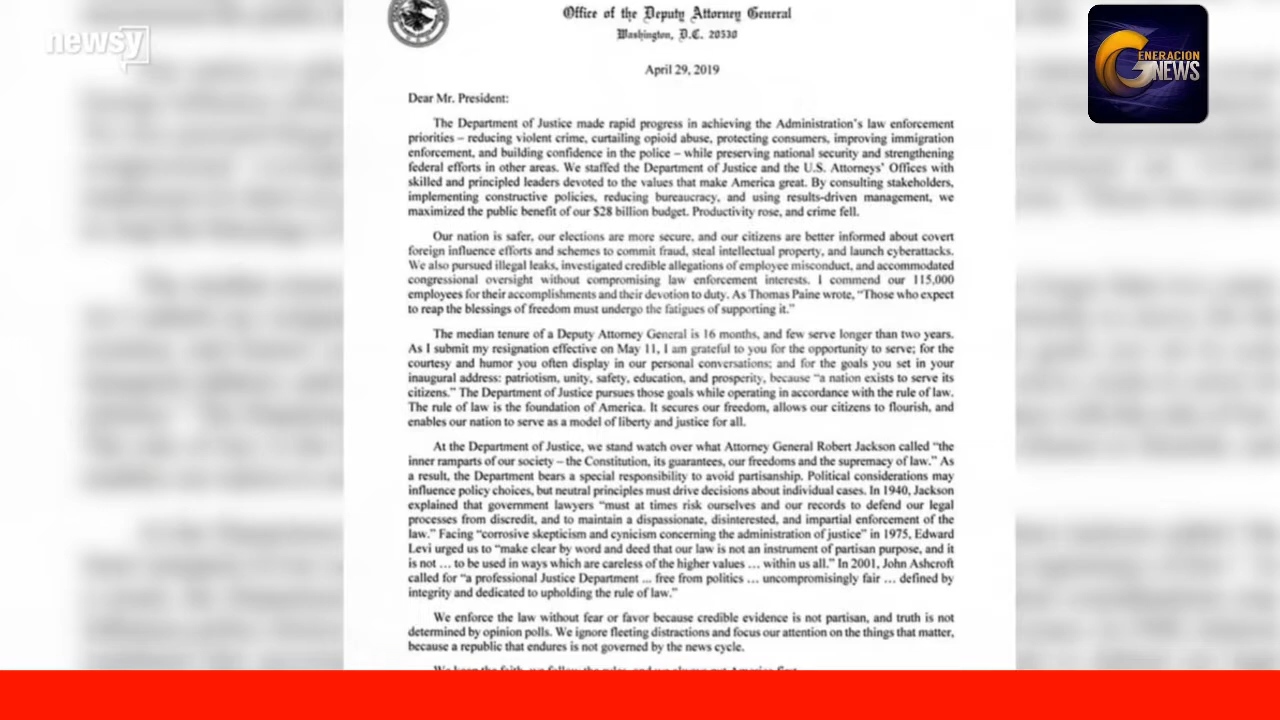 newsy
GENERACION
NEWS
Office of the Deputy Attorney General
Washington, D.C. 20530
April 29, 2019
Dear Mr. President:
The Department of Justice made rapid progress in achieving the Administration's law enforcement
priorities – reducing violent crime, curtailing opioid abuse, protecting consumers, improving immigration
enforcement, and building confidence in the police – while preserving national security and strengthening
federal efforts in other areas. We staffed the Department of Justice and the U.S. Attorneys' Offices with
skilled and principled leaders devoted to the values that make America great. By consulting stakeholders,
implementing constructive policies, reducing bureaucracy, and using results-driven management, we
maximized the public benefit of our $28 billion budget. Productivity rose, and crime fell.
Our nation is safer, our elections are more secure, and our citizens are better informed about covert
foreign influence efforts and schemes to commit fraud, steal intellectual property, and launch cyberattacks.
We also pursued illegal leaks, investigated credible allegations of employee misconduct, and accommodated
congressional oversight without compromising law enforcement interests. I commend our 115,000
employees for their accomplishments and their devotion to duty. As Thomas Paine wrote, "Those who expect
to reap the blessings of freedom must undergo the fatigues of supporting it."
The median tenure of a Deputy Attorney General is 16 months, and few serve longer than two years.
As I submit my resignation effective on May 11, I am grateful to you for the opportunity to serve; for the
courtesy and humor you often display in our personal conversations; and for the goals you set in your
inaugural address: patriotism, unity, safety, education, and prosperity, because "a nation exists to serve its
citizens." The Department of Justice pursues those goals while operating in accordance with the rule of law.
The rule of law is the foundation of America. It secures our freedom, allows our citizens to flourish, and
enables our nation to serve as a model of liberty and justice for all.
At the Department of Justice, we stand watch over what Attorney General Robert Jackson called "the
inner ramparts of our society – the Constitution, its guarantees, our freedoms and the supremacy of law." As
a result, the Department bears a special responsibility to avoid partisanship. Political considerations may
influence policy choices, but neutral principles must drive decisions about individual cases. In 1940, Jackson
explained that government lawyers "must at times risk ourselves and our records to defend our legal
processes from discredit, and to maintain a dispassionate, disinterested, and impartial enforcement of the
law." Facing "corrosive skepticism and cynicism concerning the administration of justice" in 1975, Edward
Levi urged us to "make clear by word and deed that our law is not an instrument of partisan purpose, and it
is not ... to be used in ways which are careless of the higher values ... within us all." In 2001, John Ashcroft
called for "a professional Justice Department ... free from politics ... uncompromisingly fair ... defined by
integrity and dedicated to upholding the rule of law."
We enforce the law without fear or favor because credible evidence is not partisan, and truth is not
determined by opinion polls. We ignore fleeting distractions and focus our attention on the things that matter,
because a republic that endures is not governed by the news cycle.
We keep the faith, we follow the rules, and we always put America first.